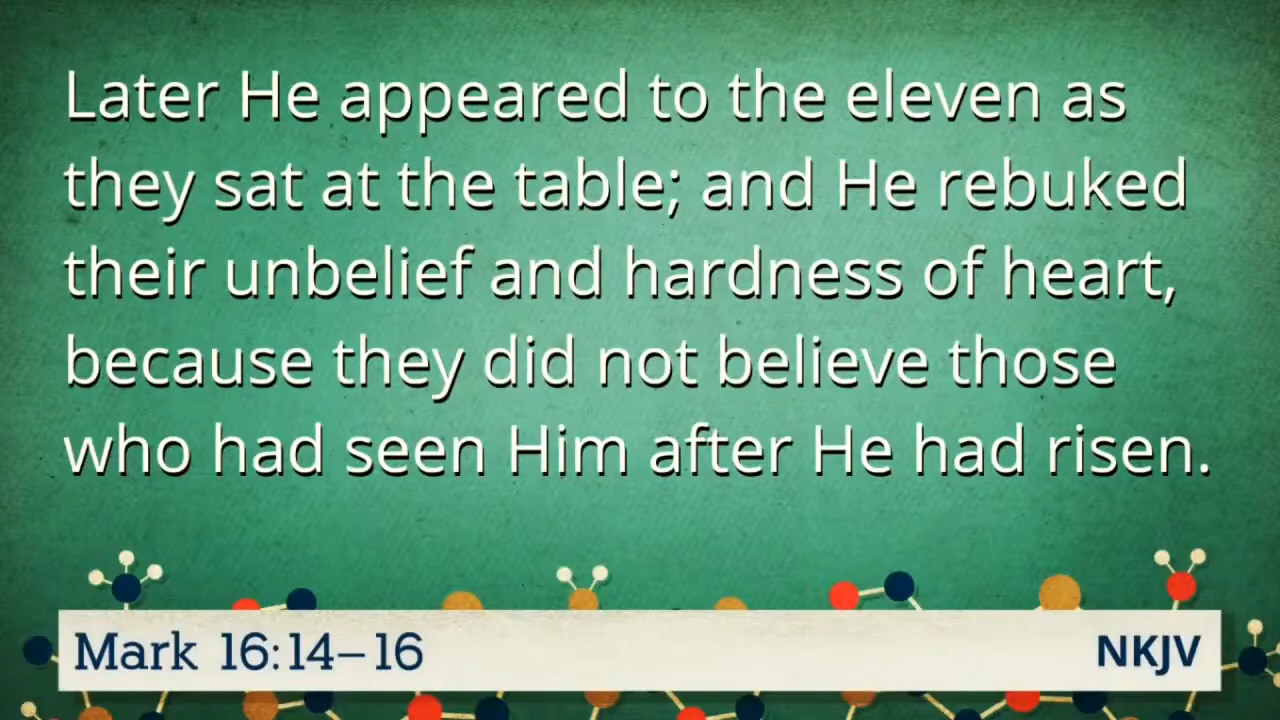 Later He appeared to the eleven as
they sat at the table; and He rebuked
their unbelief and hardness of heart,
because they did not believe those
who had seen Him after He had risen.
Mark 16:14–16
NKJV